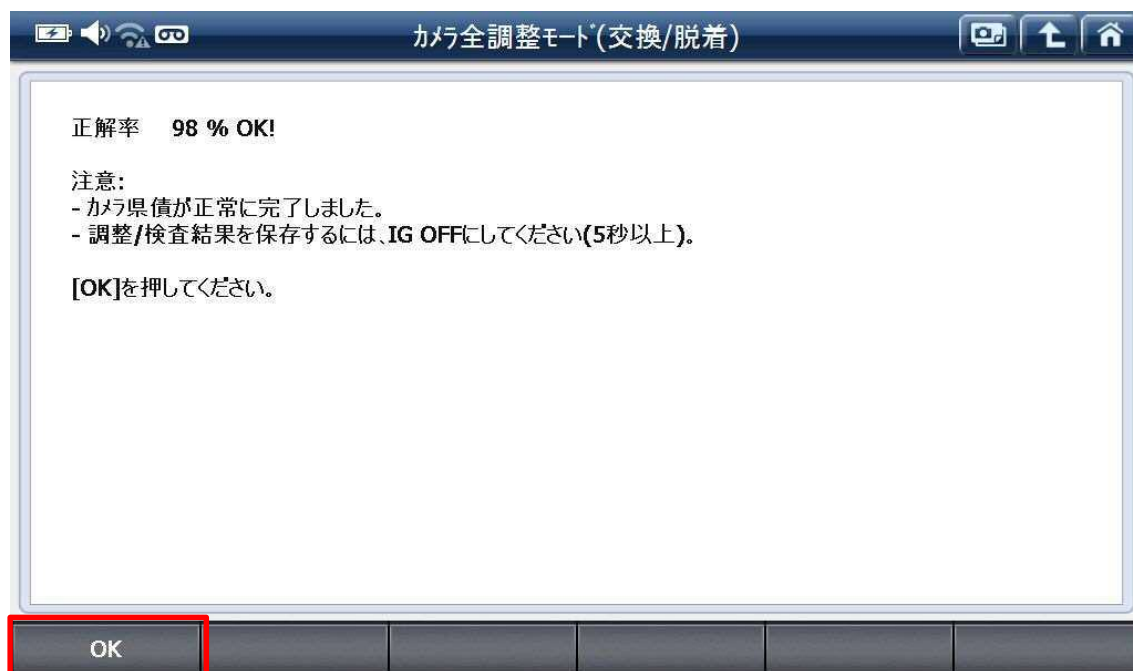 カメラ全調整モード(交換/脱着)
正解率 98 % OK!
注意:
- カメラ県債が正常に完了しました。
- 調整/検査結果を保存するには、IG OFFにしてください(5秒以上)。
[OK]を押してください。
OK